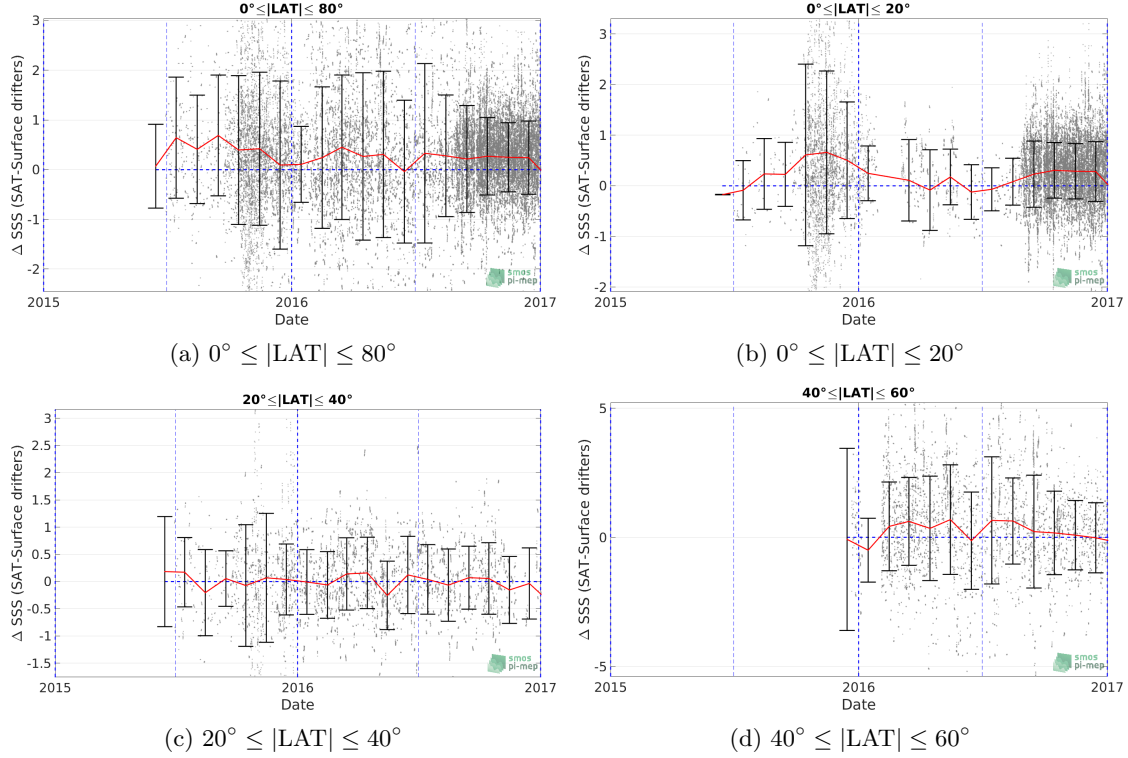 0°≤|LAT|≤ 80°
3
2
1
0
-1
-2
Δ SSS (SAT-Surface drifters)
2015
2016
2017
Date
smos
pi-mep
(a) 0° ≤ |LAT| ≤ 80°
0°≤|LAT|≤ 20°
3
2
1
0
-1
-2
Δ SSS (SAT-Surface drifters)
2015
2016
2017
Date
smos
pi-mep
(b) 0° ≤ |LAT| ≤ 20°
20°≤|LAT|≤ 40°
3
2.5
2
1.5
1
0.5
0
-0.5
-1
-1.5
Δ SSS (SAT-Surface drifters)
2015
2016
2017
Date
smos
pi-mep
(c) 20° ≤ |LAT| ≤ 40°
40°≤|LAT|≤ 60°
5
0
-5
Δ SSS (SAT-Surface drifters)
2015
2016
2017
Date
smos
pi-mep
(d) 40° ≤ |LAT| ≤ 60°